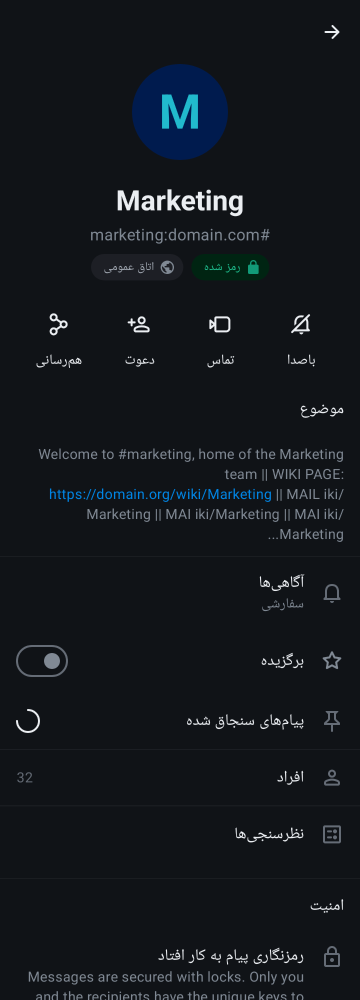 M
Marketing
marketing:domain.com#
رمز شده
اتاق عمومی
باصدا
تماس
دعوت
هم‌رسانی
موضوع
Welcome to #marketing, home of the Marketing
team || WIKI PAGE:
https://domain.org/wiki/Marketing || MAIL iki/
Marketing || MAI iki/Marketing || MAI iki/
...Marketing
آگاهی‌ها
سفارشی
برگزیده
پیام‌های سنجاق شده
افراد
32
نظرسنجی‌ها
امنیت
رمزنگاری پیام به کار افتاد
Messages are secured with locks. Only you
and the recipients have the unique keys to